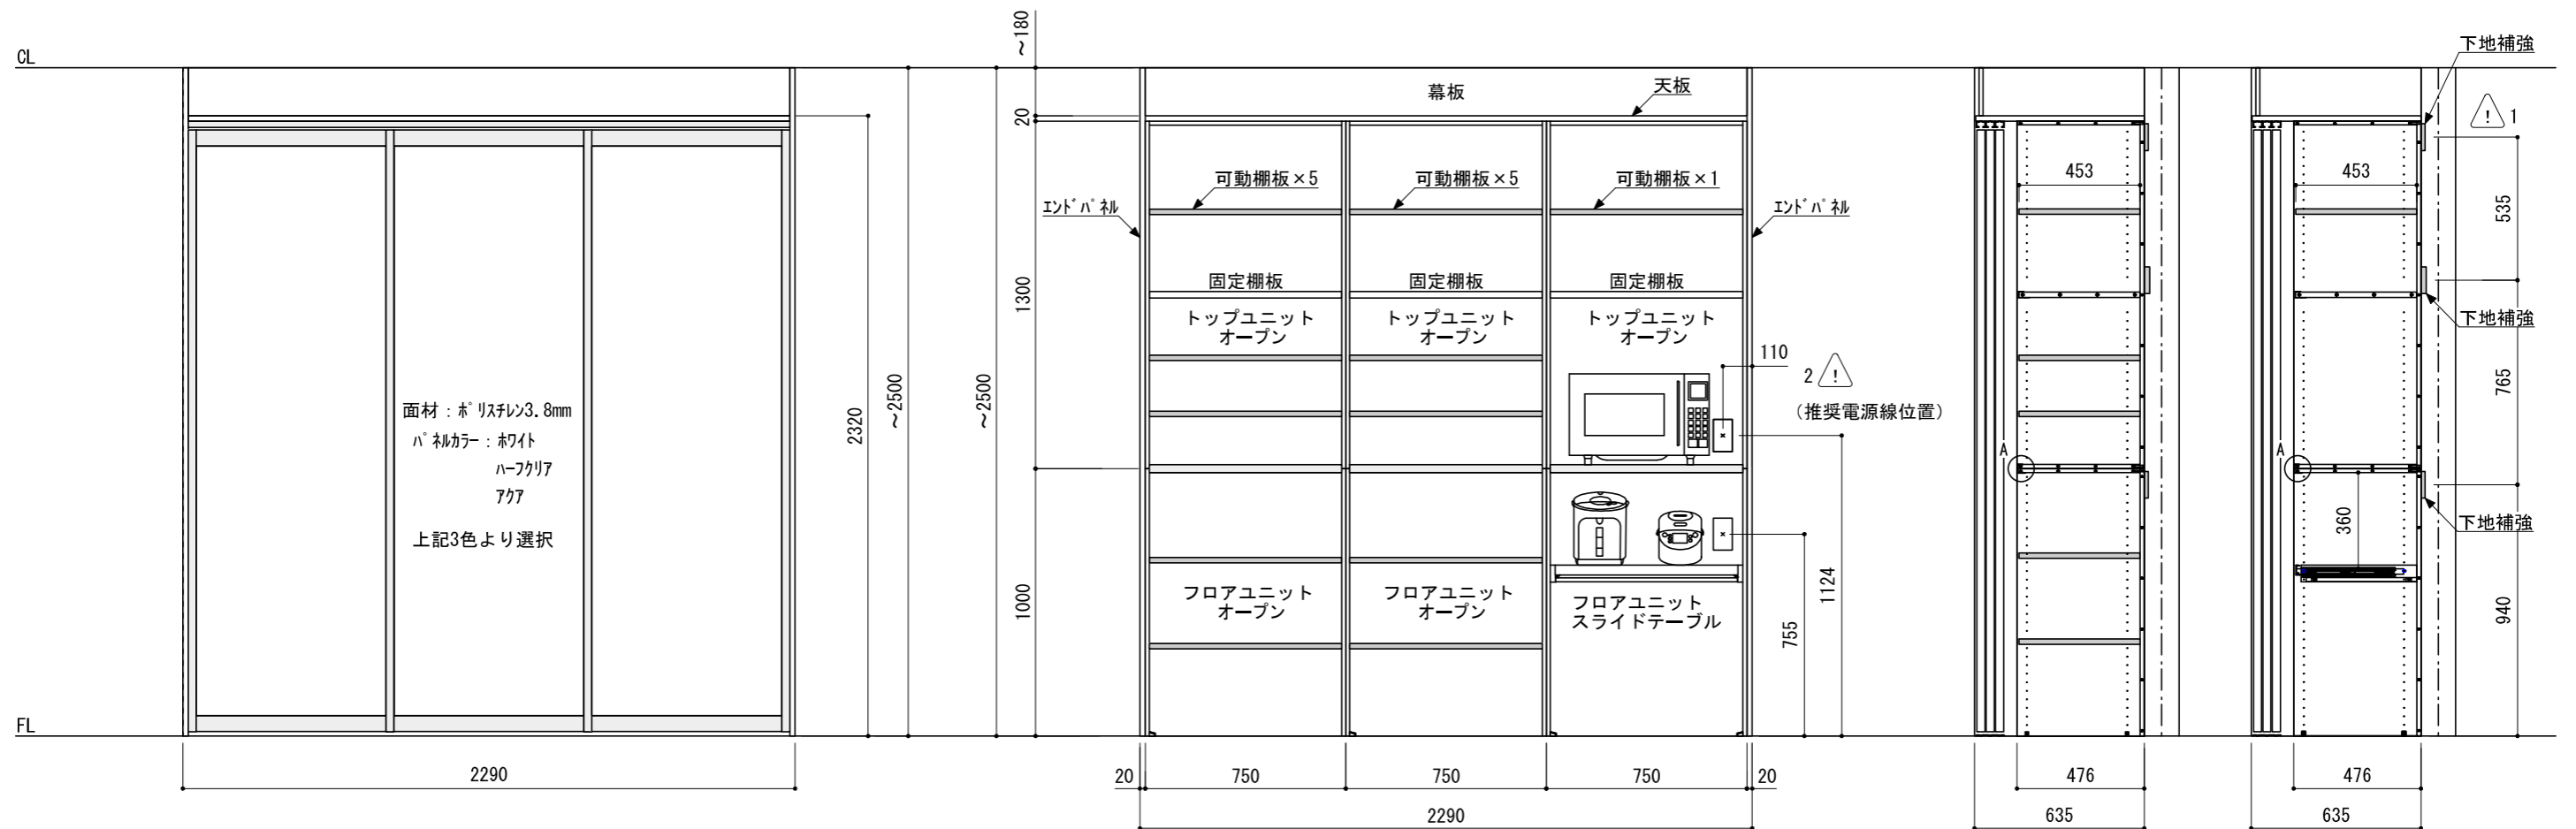 CL
FL
面材：ﾎﾟﾘｽﾁﾚﾝ3.8mm
ﾊﾟﾈﾙｶﾗｰ：ﾎﾜｲﾄ
ﾊｰﾌｸﾘｱ
ｱｸｱ
上記3色より選択
2290
2320
～2500
～2500
～180
20
1300
1000
幕板
天板
ｴﾝﾄﾞﾊﾟﾈﾙ
可動棚板×5
可動棚板×5
可動棚板×1
ｴﾝﾄﾞﾊﾟﾈﾙ
固定棚板
固定棚板
固定棚板
トップユニット
オープン
トップユニット
オープン
トップユニット
オープン
110
2 !
（推奨電源線位置）
フロアユニット
オープン
フロアユニット
オープン
フロアユニット
スライドテーブル
755
1124
20
750
750
750
20
2290
453
A
476
635
453
A
360
476
635
下地補強
! 1
535
下地補強
765
下地補強
940